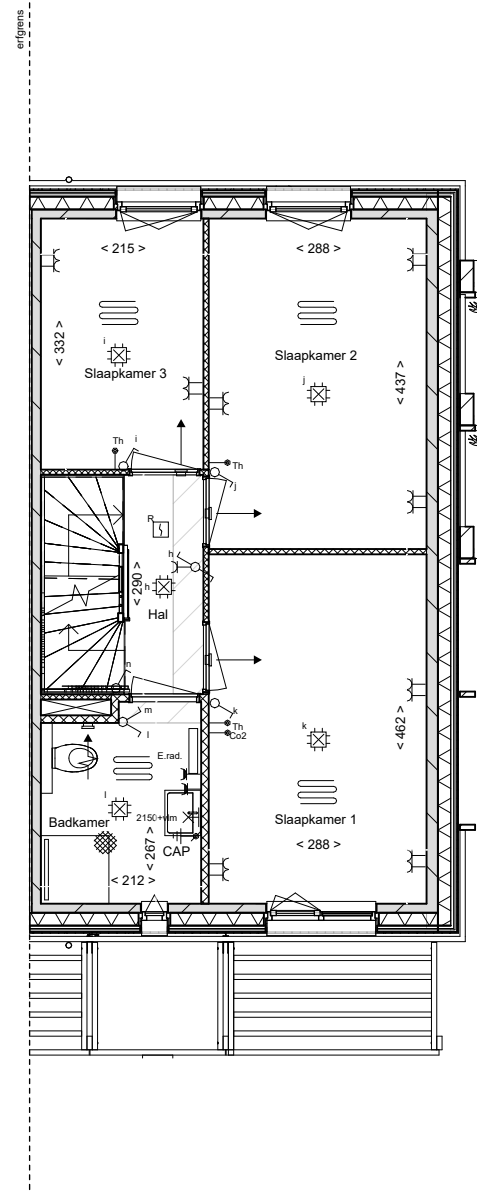 erfgrens
< 215 >
< 288 >
< 332 >
i
Slaapkamer 3
Slaapkamer 2
j
< 437 >
Th
i
Th
j
R
h
h
< 290 >
Hal
n
m
l
k
Th
Co2
k
E.rad.
l
2150+vlm
Badkamer
CAP
< 267 >
< 212 >
< 462 >
Slaapkamer 1
< 288 >